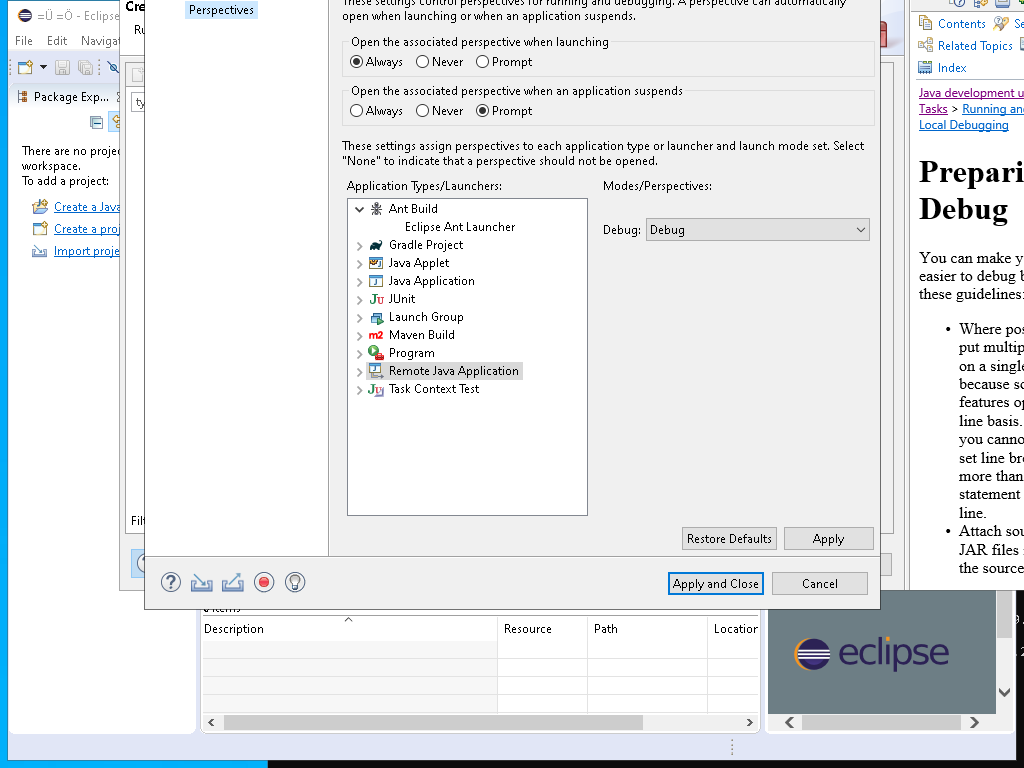 =Ü =Ö - Eclipse
File Edit Navigat
Package Exp...
There are no proje
workspace.
To add a project:
Create a Java
Create a proj
Import proje
Cre
Ru
ty
Filt
Perspectives
These settings control perspectives for running and debugging. A perspective can automatically
open when launching or when an application suspends.
Open the associated perspective when launching
Always Never Prompt
Open the associated perspective when an application suspends
Always Never Prompt
These settings assign perspectives to each application type or launcher and launch mode set. Select
"None" to indicate that a perspective should not be opened.
Application Types/Launchers:
Modes/Perspectives:
Ant Build
Eclipse Ant Launcher
Gradle Project
Java Applet
Java Application
JUnit
Launch Group
Maven Build
Program
Remote Java Application
Task Context Test
Debug: Debug
Restore Defaults Apply
Apply and Close Cancel
0 items
Description Resource Path Location
eclipse
Contents Se
Related Topics
Index
Java development u
Tasks > Running and
Local Debugging
Prepari
Debug
You can make y
easier to debug b
these guidelines:
• Where pos
put multip
on a single
because so
features op
line basis.
you canno
set line bre
more than
statement
line.
• Attach sou
JAR files
the source